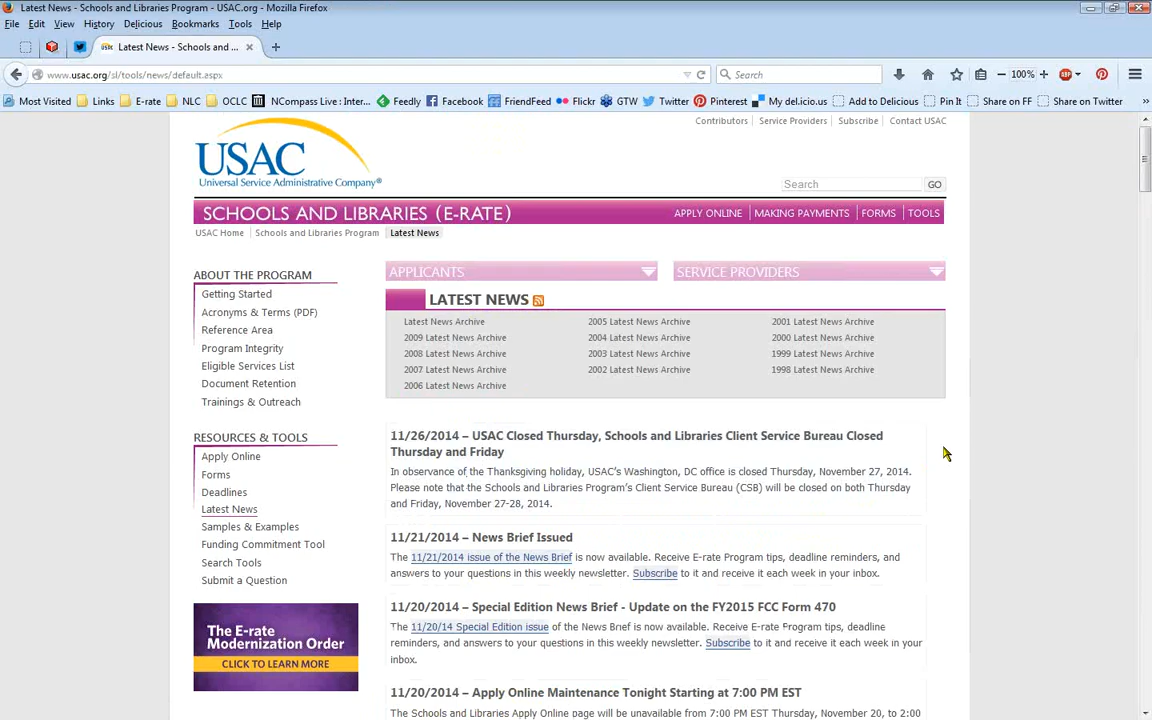 Latest News - Schools and Libraries Program - USAC.org - Mozilla Firefox
File Edit View History Delicious Bookmarks Tools Help
Latest News - Schools and ...
www.usac.org/sl/tools/news/default.aspx Search 100%
Most Visited Links E-rate NLC OCLC NCompass Live: Inter... Feedly Facebook FriendFeed Flickr GTW Twitter Pinterest My del.icio.us Add to Delicious Pin It Share on FF Share on Twitter »
Contributors Service Providers Subscribe Contact USAC
USAC
Universal Service Administrative Company®
Search GO
SCHOOLS AND LIBRARIES (E-RATE) APPLY ONLINE MAKING PAYMENTS FORMS TOOLS
USAC Home Schools and Libraries Program Latest News
APPLICANTS SERVICE PROVIDERS
LATEST NEWS
Latest News Archive 2005 Latest News Archive 2001 Latest News Archive
2009 Latest News Archive 2004 Latest News Archive 2000 Latest News Archive
2008 Latest News Archive 2003 Latest News Archive 1999 Latest News Archive
2007 Latest News Archive 2002 Latest News Archive 1998 Latest News Archive
2006 Latest News Archive
ABOUT THE PROGRAM
Getting Started
Acronyms & Terms (PDF)
Reference Area
Program Integrity
Eligible Services List
Document Retention
Trainings & Outreach
RESOURCES & TOOLS
Apply Online
Forms
Deadlines
Latest News
Samples & Examples
Funding Commitment Tool
Search Tools
Submit a Question
The E-rate
Modernization Order
CLICK TO LEARN MORE
11/26/2014 – USAC Closed Thursday, Schools and Libraries Client Service Bureau Closed
Thursday and Friday
In observance of the Thanksgiving holiday, USAC's Washington, DC office is closed Thursday, November 27, 2014.
Please note that the Schools and Libraries Program's Client Service Bureau (CSB) will be closed on both Thursday
and Friday, November 27-28, 2014.
11/21/2014 – News Brief Issued
The 11/21/2014 issue of the News Brief is now available. Receive E-rate Program tips, deadline reminders, and
answers to your questions in this weekly newsletter. Subscribe to it and receive it each week in your inbox.
11/20/2014 – Special Edition News Brief - Update on the FY2015 FCC Form 470
The 11/20/14 Special Edition issue of the News Brief is now available. Receive E-rate Program tips, deadline
reminders, and answers to your questions in this weekly newsletter. Subscribe to it and receive it each week in your
inbox.
11/20/2014 – Apply Online Maintenance Tonight Starting at 7:00 PM EST
The Schools and Libraries Apply Online page will be unavailable from 7:00 PM EST Thursday, November 20, to 2:00